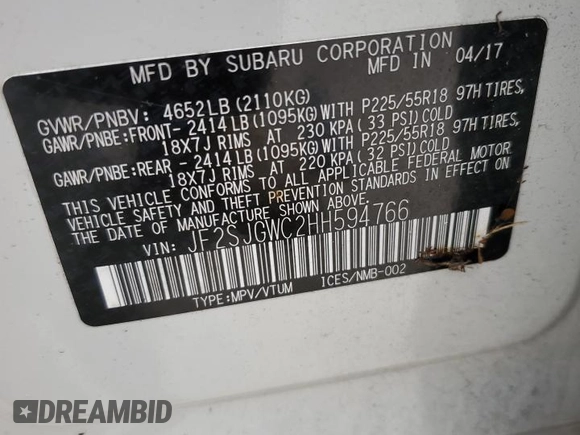 MFD BY SUBARU CORPORATION
MFD IN 04/17
GVWR/PNBV: 4652LB (2110KG)
GAWR/PNBE:FRONT- 2414LB(1095KG)WITH P225/55R18 97H TIRES,
18X7J RIMS AT 230 KPA (33 PSI) COLD
GAWR/PNBE:REAR - 2414LB(1095KG)WITH P225/55R18 97H TIRES,
18X7J RIMS AT 220 KPA (32 PSI) COLD
THIS VEHICLE CONFORMS TO ALL APPLICABLE FEDERAL MOTOR
VEHICLE SAFETY AND THEFT PREVENTION STANDARDS IN EFFECT ON
THE DATE OF MANUFACTURE SHOWN ABOVE.
VIN: JF2SJGWC2HH594766
TYPE:MPV/VTUM ICES/NMB-002
DREAMBID